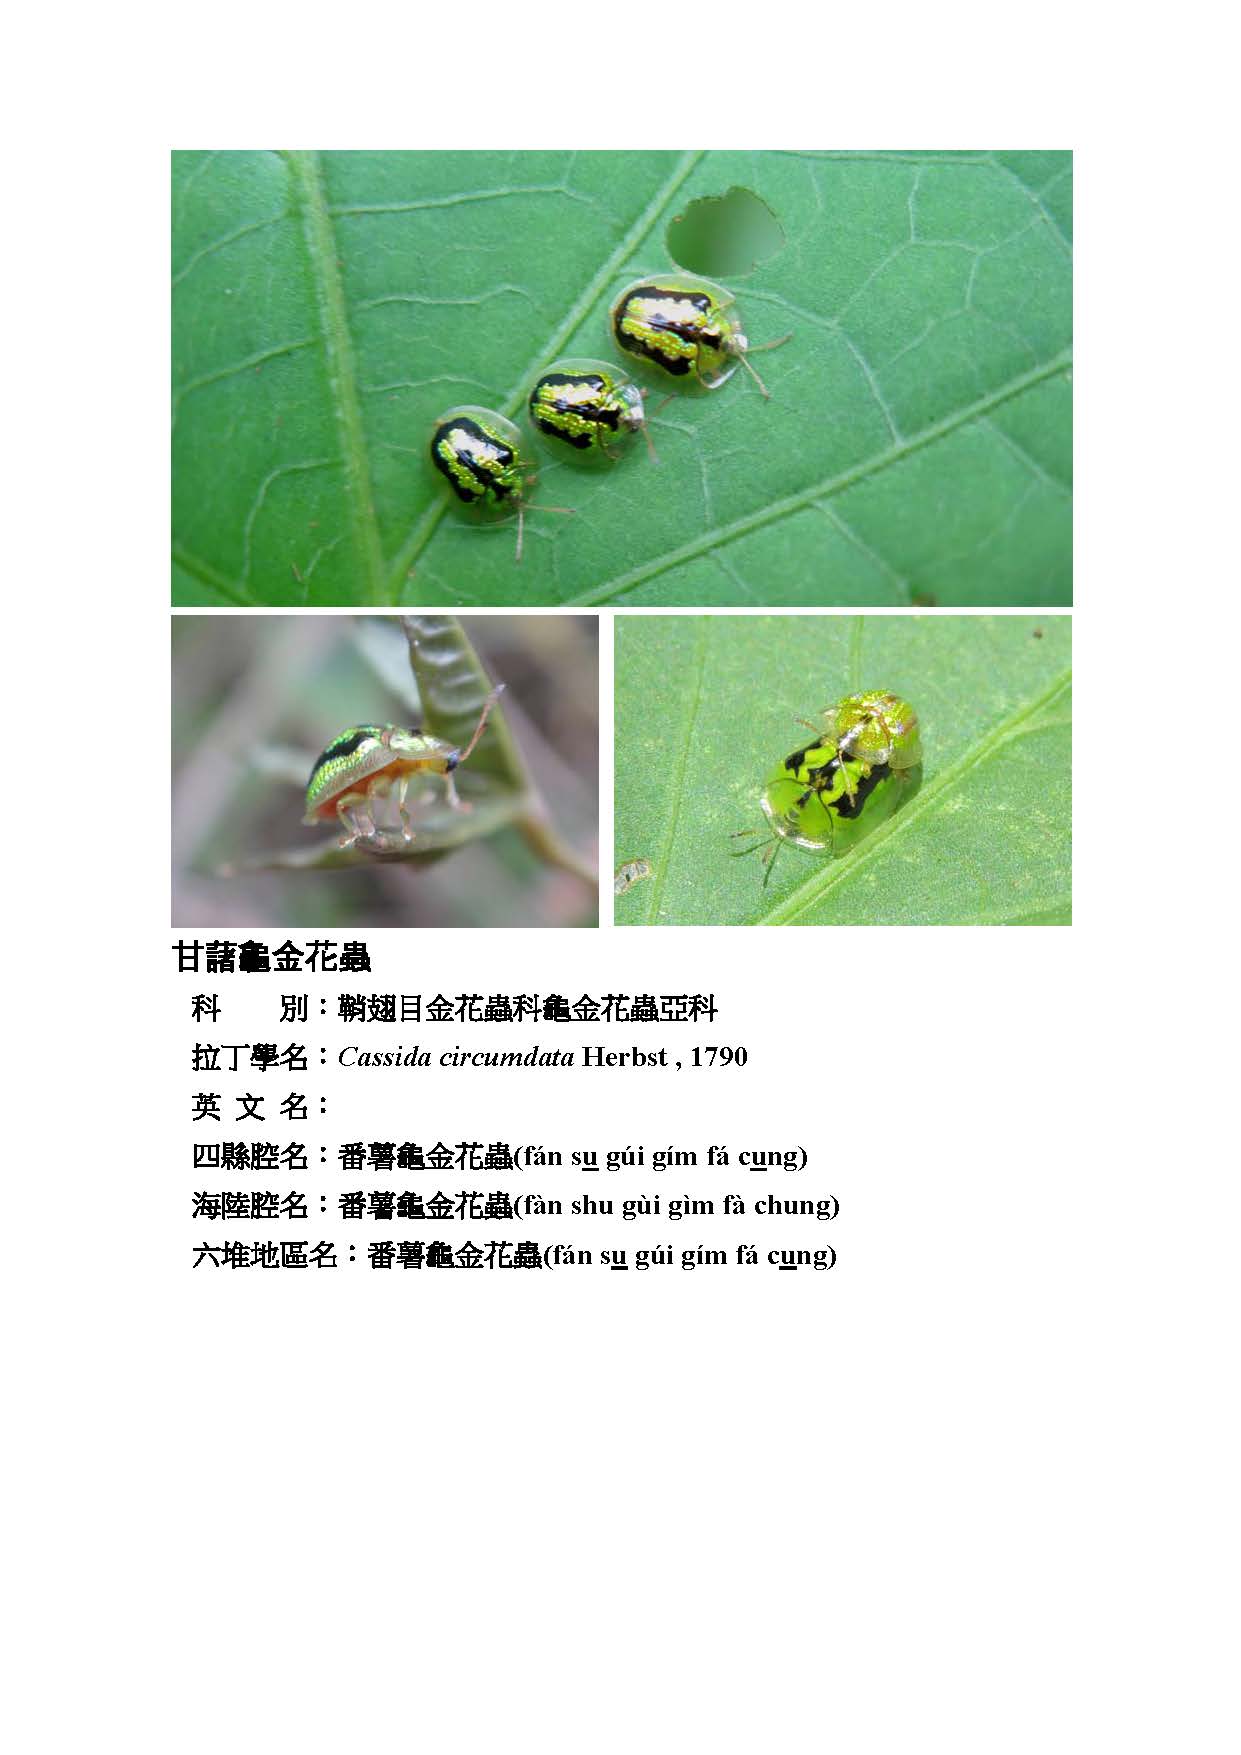 甘藷龜金花蟲
科　　別：鞘翅目金花蟲科龜金花蟲亞科
拉丁學名：Cassida circumdata Herbst , 1790
英 文 名：
四縣腔名：番薯龜金花蟲(fán su gúi gím fá cung)
海陸腔名：番薯龜金花蟲(fàn shu gùi gìm fà chung)
六堆地區名：番薯龜金花蟲(fán su gúi gím fá cung)